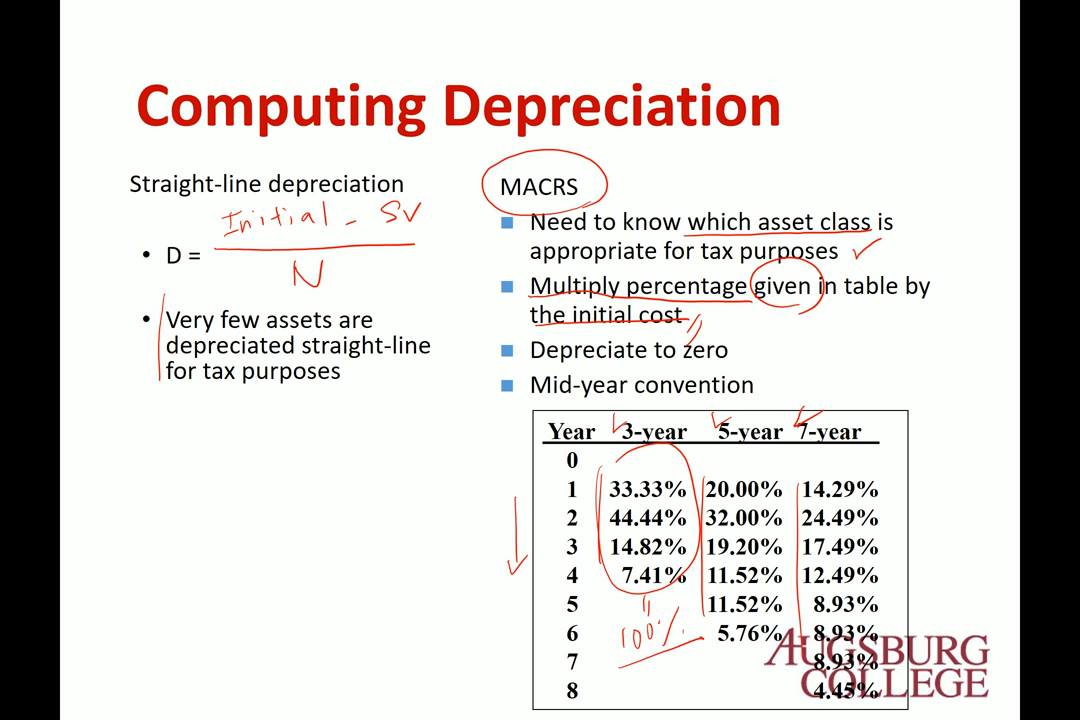 Computing Depreciation
Straight-line depreciation
Initial - SV
• D =
N
• Very few assets are
depreciated straight-line
for tax purposes
MACRS
■ Need to know which asset class is
appropriate for tax purposes
■ Multiply percentage given in table by
the initial cost
■ Depreciate to zero
■ Mid-year convention
Year 3-year 5-year 7-year
0
1 33.33% 20.00% 14.29%
2 44.44% 32.00% 24.49%
3 14.82% 19.20% 17.49%
4 7.41% 11.52% 12.49%
5 11.52% 8.93%
6 5.76% 8.93%
7 8.93%
8 4.45%
100%
AUGSBURG
COLLEGE